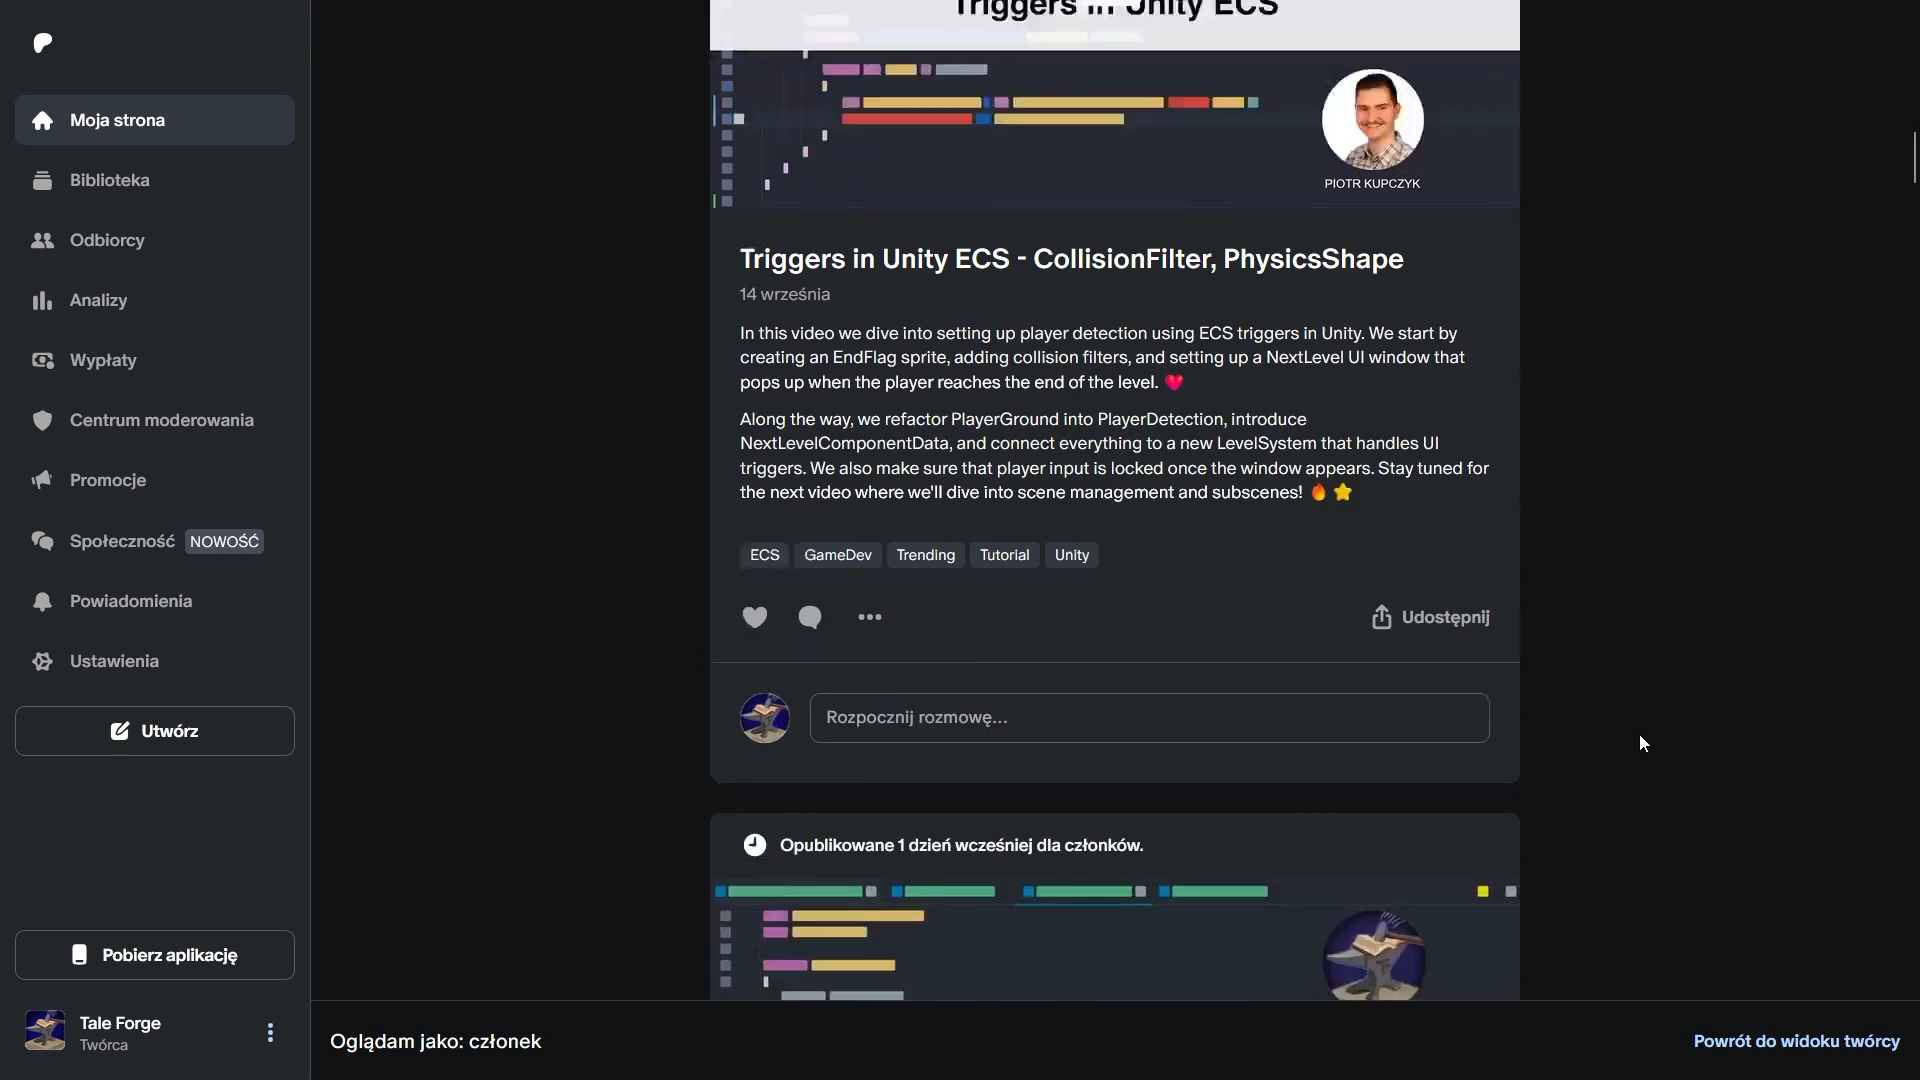 Moja strona
Biblioteka
Odbiorcy
Analizy
Wypłaty
Centrum moderowania
Promocje
Społeczność NOWOŚĆ
Powiadomienia
Ustawienia
Utwórz
Pobierz aplikację
Tale Forge
Twórca
Triggers in Unity ECS
PIOTR KUPCZYK
Triggers in Unity ECS - CollisionFilter, PhysicsShape
14 września
In this video we dive into setting up player detection using ECS triggers in Unity. We start by
creating an EndFlag sprite, adding collision filters, and setting up a NextLevel UI window that
pops up when the player reaches the end of the level. 💗
Along the way, we refactor PlayerGround into PlayerDetection, introduce
NextLevelComponentData, and connect everything to a new LevelSystem that handles UI
triggers. We also make sure that player input is locked once the window appears. Stay tuned for
the next video where we'll dive into scene management and subscenes! 🔥 ⭐
ECS GameDev Trending Tutorial Unity
Udostępnij
Rozpocznij rozmowę...
Opublikowane 1 dzień wcześniej dla członków.
Oglądam jako: członek
Powrót do widoku twórcy